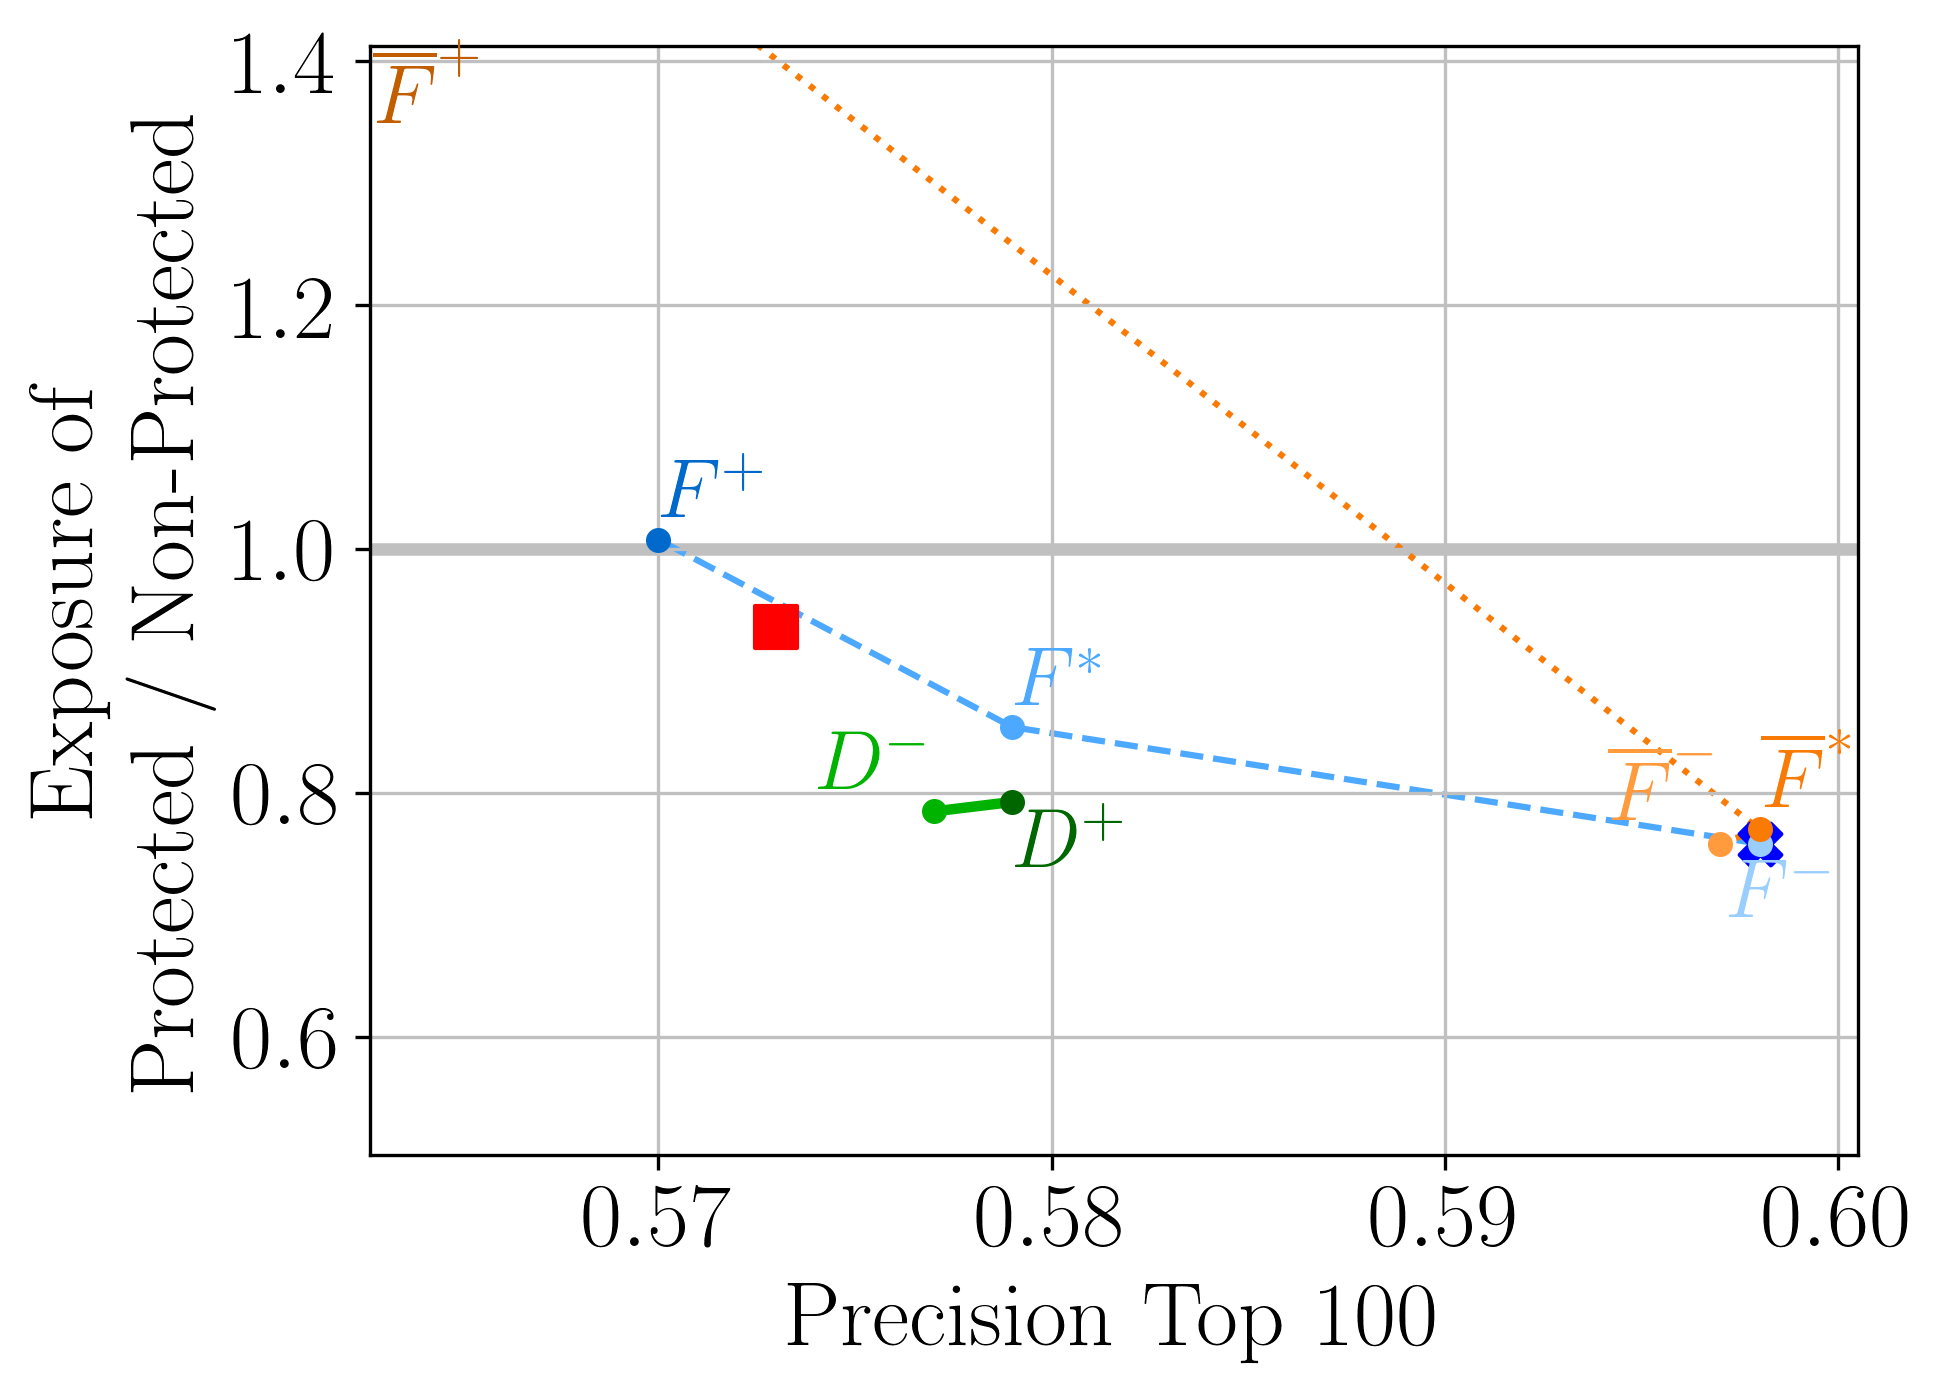 Exposure of
Protected / Non-Protected
1.4
1.2
1.0
0.8
0.6
F̅⁺
F⁺
F*
D⁻
D⁺
F̅⁻
F̅*
F⁻
0.57 0.58 0.59 0.60
Precision Top 100